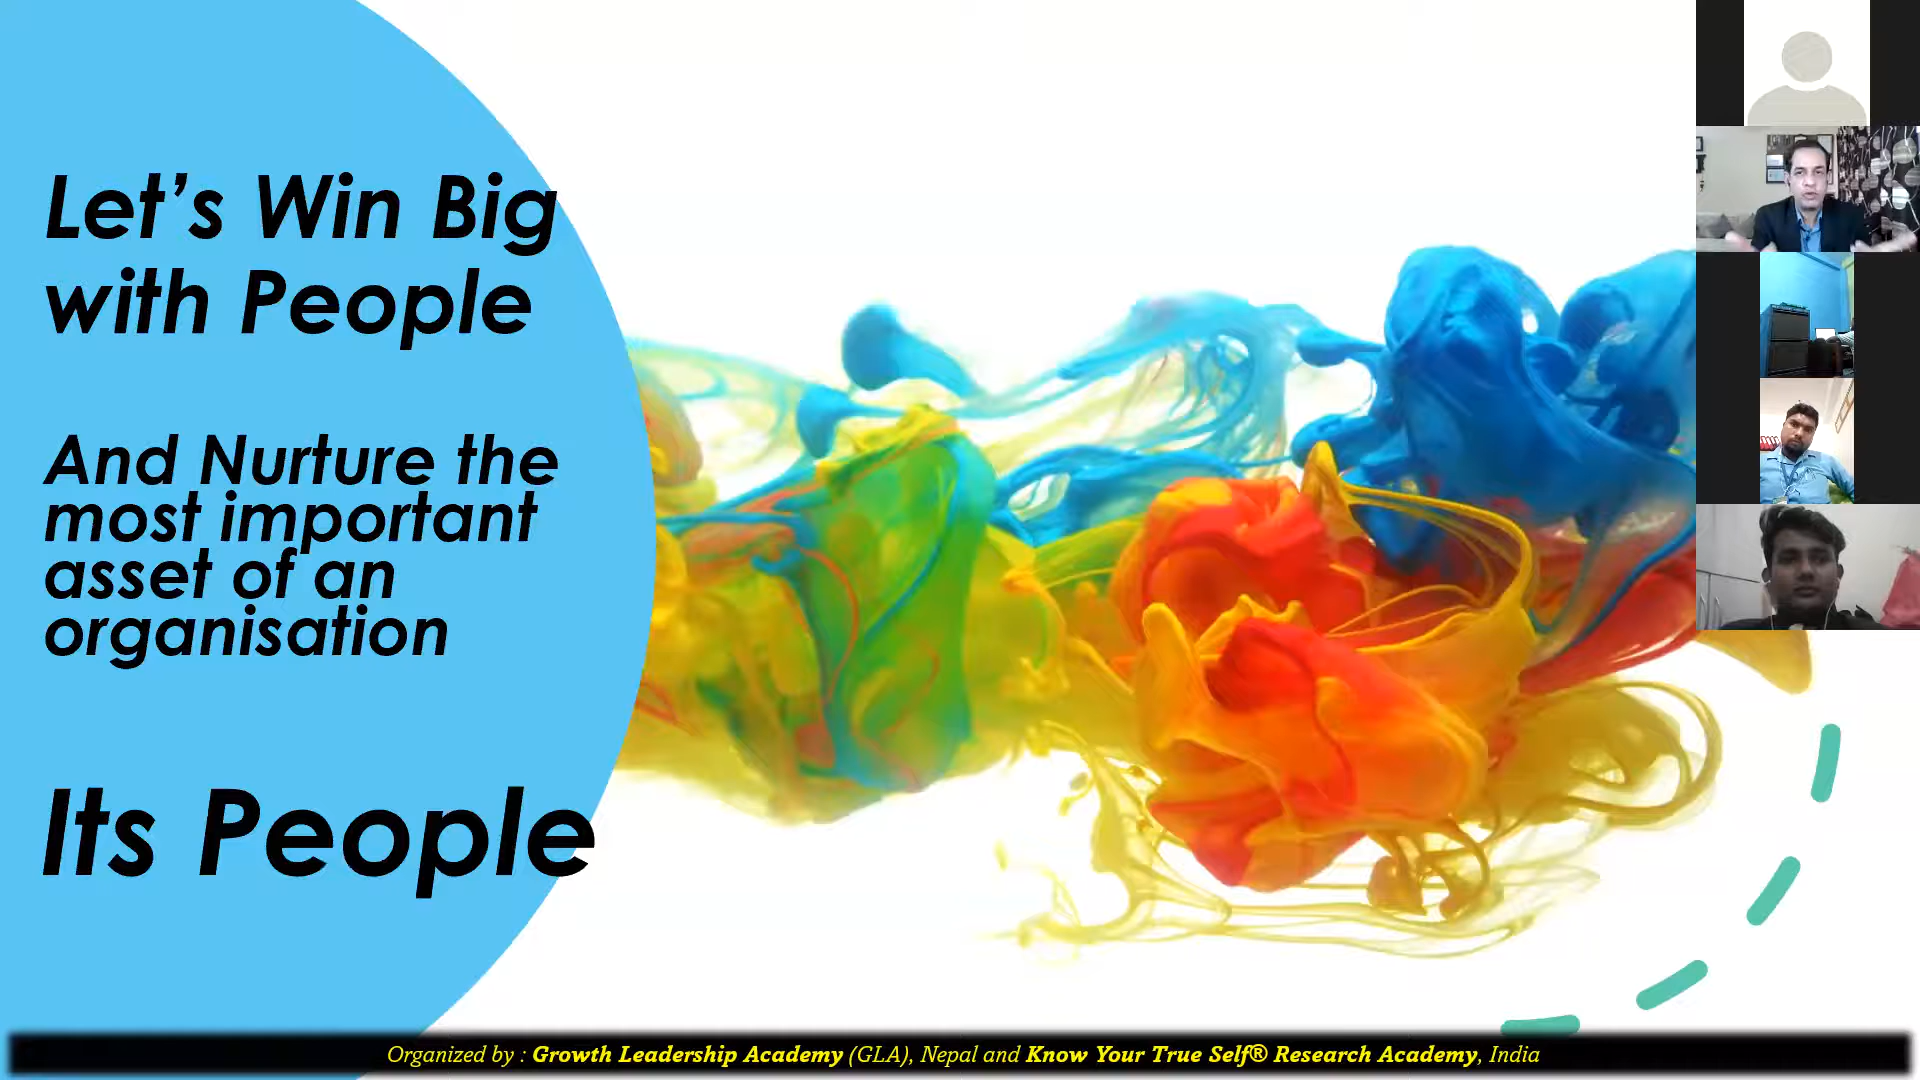 Let’s Win Big
with People
And Nurture the
most important
asset of an
organisation
Its People
Organized by : Growth Leadership Academy (GLA), Nepal and Know Your True Self® Research Academy, India